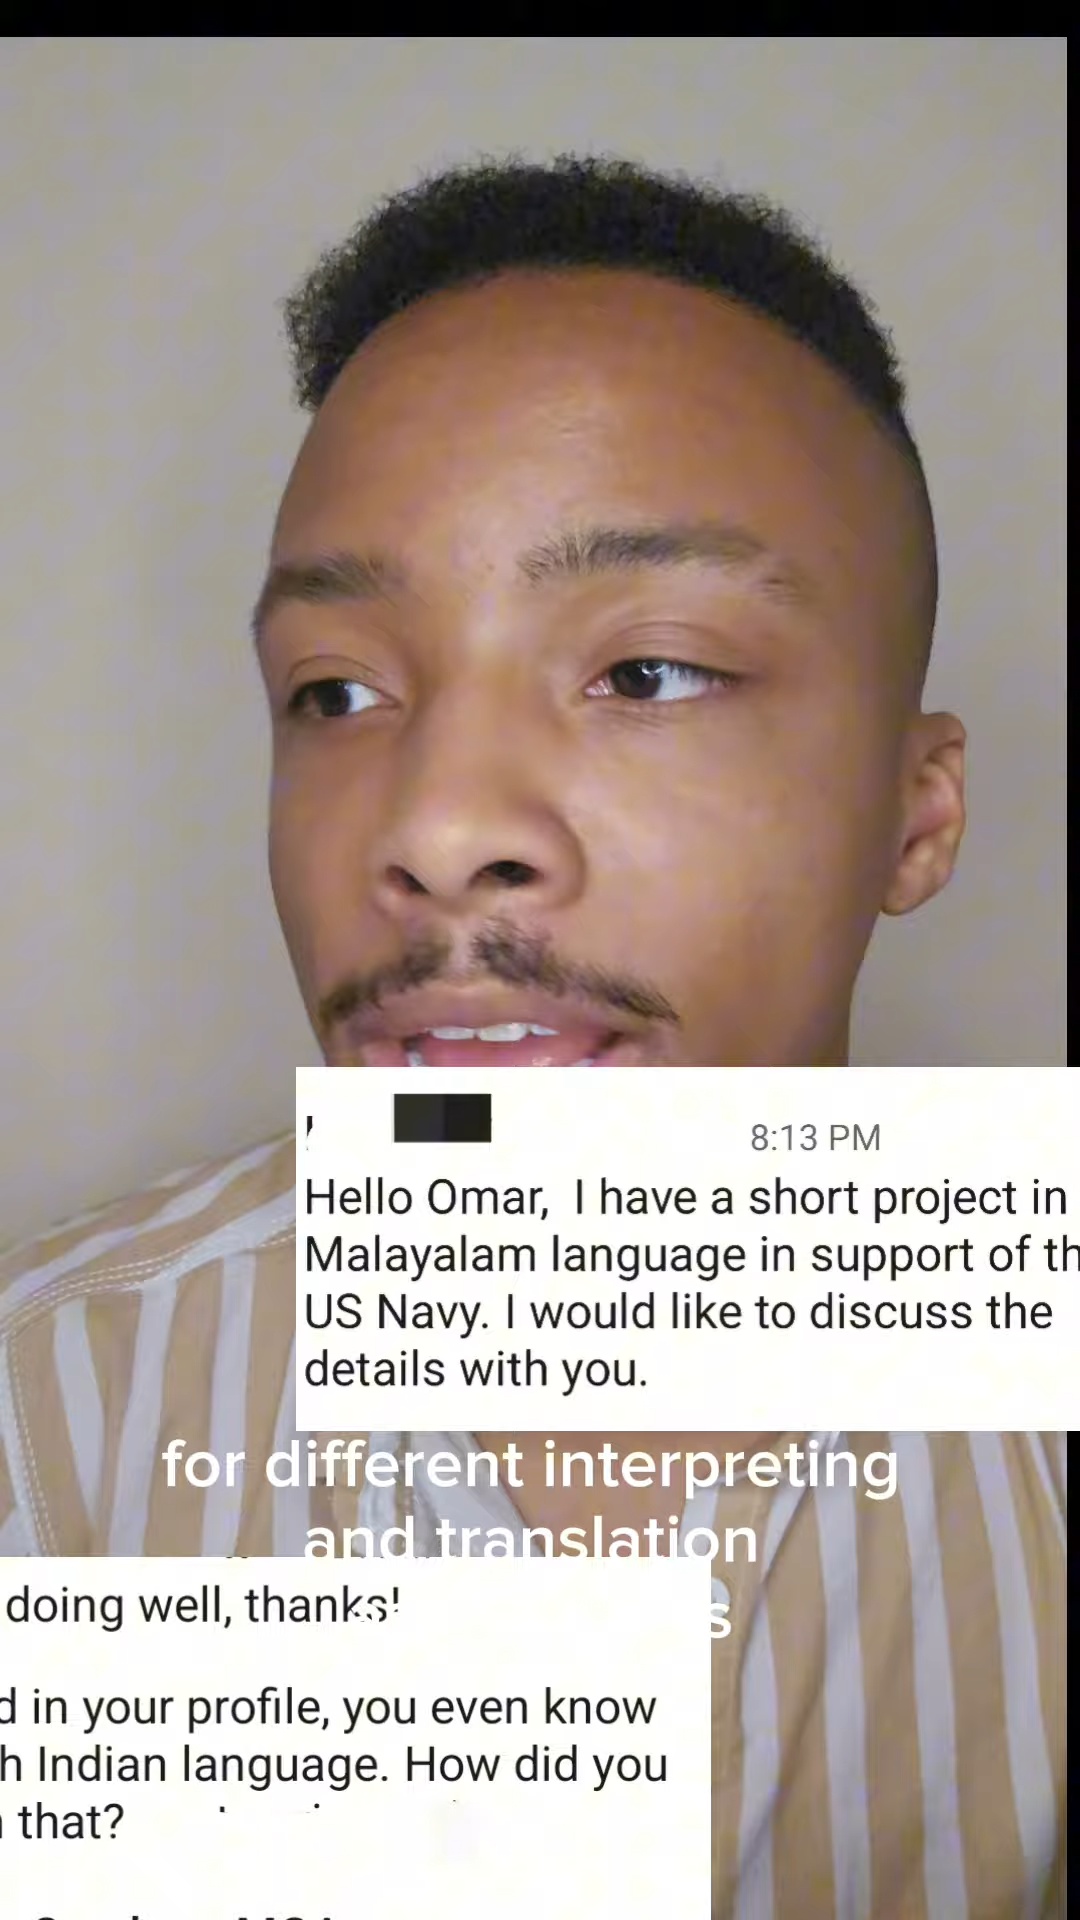 8:13 PM
Hello Omar, I have a short project in
Malayalam language in support of th
US Navy. I would like to discuss the
details with you.
for different interpreting
and translation
doing well, thanks!
d in your profile, you even know
h Indian language. How did you
that?